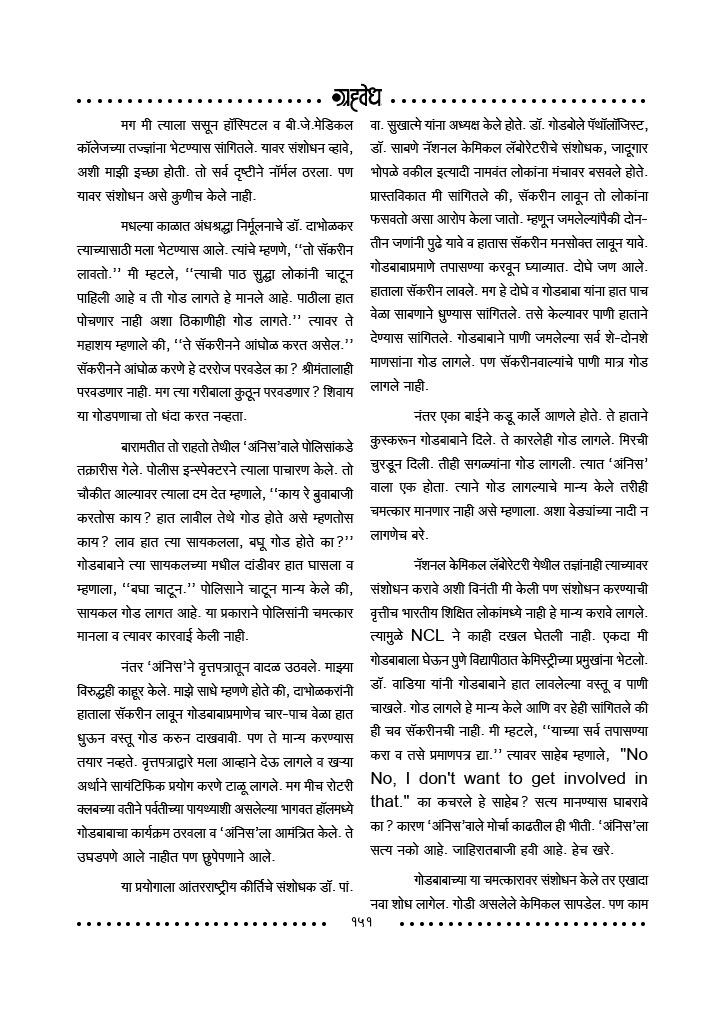 ग्रहवेध
मग मी त्याला ससून हॉस्पिटल व बी.जे.मेडिकल
कॉलेजच्या तज्ज्ञांना भेटण्यास सांगितले. यावर संशोधन व्हावे,
अशी माझी इच्छा होती. तो सर्व दृष्टीने नॉर्मल ठरला. पण
यावर संशोधन असे कुणीच केले नाही.
मधल्या काळात अंधश्रद्धा निर्मूलनाचे डॉ. दाभोळकर
त्याच्यासाठी मला भेटण्यास आले. त्यांचे म्हणणे, ‘‘तो सॅकरीन
लावतो.’’ मी म्हटले, ‘‘त्याची पाठ सुद्धा लोकांनी चाटून
पाहिली आहे व ती गोड लागते हे मानले आहे. पाठीला हात
पोचणार नाही अशा ठिकाणीही गोड लागते.’’ त्यावर ते
महाशय म्हणाले की, ‘‘ते सॅकरीनने आंघोळ करत असेल.’’
सॅकरीनने आंघोळ करणे हे दररोज परवडेल का? श्रीमंतालाही
परवडणार नाही. मग त्या गरीबाला कुठून परवडणार? शिवाय
या गोडपणाचा तो धंदा करत नव्हता.
बारामतीत तो राहतो तेथील ‘अंनिस’वाले पोलिसांकडे
तक्रारीस गेले. पोलीस इन्स्पेक्टरने त्याला पाचारण केले. तो
चौकीत आल्यावर त्याला दम देत म्हणाले, ‘‘काय रे बुवाबाजी
करतोस काय? हात लावील तेथे गोड होते असे म्हणतोस
काय? लाव हात त्या सायकलला, बघू गोड होते का?’’
गोडबाबाने त्या सायकलच्या मधील दांडीवर हात घासला व
म्हणाला, ‘‘बघा चाटून.’’ पोलिसाने चाटून मान्य केले की,
सायकल गोड लागत आहे. या प्रकाराने पोलिसांनी चमत्कार
मानला व त्यावर कारवाई केली नाही.
नंतर ‘अंनिस’ने वृत्तपत्रातून वादळ उठवले. माझ्या
विरुद्धही काहूर केले. माझे साधे म्हणणे होते की, दाभोळकरांनी
हाताला सॅकरीन लावून गोडबाबाप्रमाणेच चार-पाच वेळा हात
धुऊन वस्तू गोड करुन दाखवावी. पण ते मान्य करण्यास
तयार नव्हते. वृत्तपत्राद्वारे मला आव्हाने देऊ लागले व खऱ्या
अर्थाने सायंटिफिक प्रयोग करणे टाळू लागले. मग मीच रोटरी
क्लबच्या वतीने पर्वतीच्या पायथ्याशी असलेल्या भागवत हॉलमध्ये
गोडबाबाचा कार्यक्रम ठरवला व ‘अंनिस’ला आमंत्रित केले. ते
उघडपणे आले नाहीत पण छुपेपणाने आले.
या प्रयोगाला आंतरराष्ट्रीय कीर्तिचे संशोधक डॉ. पां.
वा. सुखात्मे यांना अध्यक्ष केले होते. डॉ. गोडबोले पॅथॉलॉजिस्ट,
डॉ. साबणे नॅशनल केमिकल लॅबोरेटरीचे संशोधक, जादूगार
भोपळे वकील इत्यादी नामवंत लोकांना मंचावर बसवले होते.
प्रास्तविकात मी सांगितले की, सॅकरीन लावून तो लोकांना
फसवतो असा आरोप केला जातो. म्हणून जमलेल्यांपैकी दोन-
तीन जणांनी पुढे यावे व हातास सॅकरीन मनसोक्त लावून यावे.
गोडबाबाप्रमाणे तपासण्या करवून घ्याव्यात. दोघे जण आले.
हाताला सॅकरीन लावले. मग हे दोघे व गोडबाबा यांना हात पाच
वेळा साबणाने धुण्यास सांगितले. तसे केल्यावर पाणी हाताने
देण्यास सांगितले. गोडबाबाने पाणी जमलेल्या सर्व शे-दोनशे
माणसांना गोड लागले. पण सॅकरीनवाल्यांचे पाणी मात्र गोड
लागले नाही.
नंतर एका बाईने कडू कार्ले आणले होते. ते हाताने
कुस्करून गोडबाबाने दिले. ते कारलेही गोड लागले. मिरची
चुरडून दिली. तीही सगळ्यांना गोड लागली. त्यात ‘अंनिस’
वाला एक होता. त्याने गोड लागल्याचे मान्य केले तरीही
चमत्कार मानणार नाही असे म्हणाला. अशा वेड्यांच्या नादी न
लागणेच बरे.
नॅशनल केमिकल लॅबोरेटरी येथील तज्ञांनाही त्याच्यावर
संशोधन करावे अशी विनंती मी केली पण संशोधन करण्याची
वृत्तीच भारतीय शिक्षित लोकांमध्ये नाही हे मान्य करावे लागले.
त्यामुळे NCL ने काही दखल घेतली नाही. एकदा मी
गोडबाबाला घेऊन पुणे विद्यापीठात केमिस्ट्रीच्या प्रमुखांना भेटलो.
डॉ. वाडिया यांनी गोडबाबाने हात लावलेल्या वस्तू व पाणी
चाखले. गोड लागले हे मान्य केले आणि वर हेही सांगितले की
ही चव सॅकरीनची नाही. मी म्हटले, ‘‘याच्या सर्व तपासण्या
करा व तसे प्रमाणपत्र द्या.’’ त्यावर साहेब म्हणाले, "No
No, I don't want to get involved in
that." का कचरले हे साहेब? सत्य मानण्यास घाबरावे
का? कारण ‘अंनिस’वाले मोर्चा काढतील ही भीती. ‘अंनिस’ला
सत्य नको आहे. जाहिरातबाजी हवी आहे. हेच खरे.
गोडबाबाच्या या चमत्कारावर संशोधन केले तर एखादा
नवा शोध लागेल. गोडी असलेले केमिकल सापडेल. पण काम
१५१